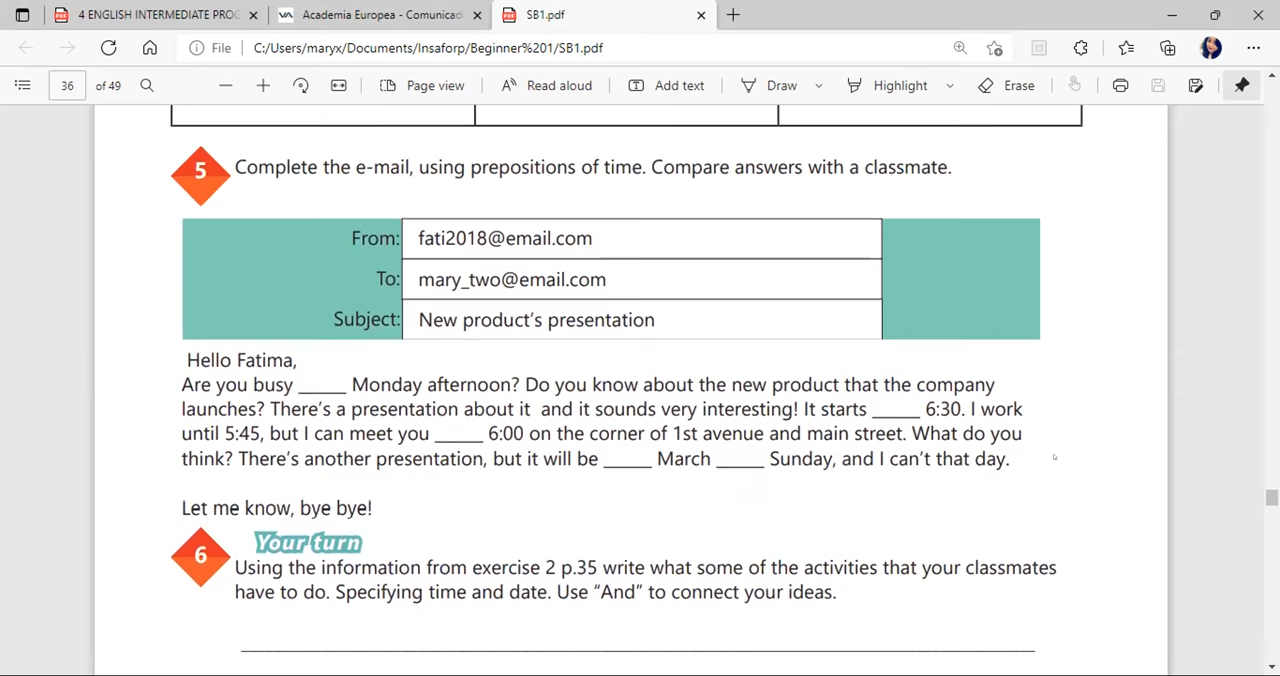 4 ENGLISH INTERMEDIATE PROG
Academia Europea - Comunicad
SB1.pdf
File
C:/Users/maryx/Documents/Insaforp/Beginner%201/SB1.pdf
36 of 49
Page view
Read aloud
Add text
Draw
Highlight
Erase
5 Complete the e-mail, using prepositions of time. Compare answers with a classmate.
From: fati2018@email.com
To: mary_two@email.com
Subject: New product's presentation
Hello Fatima,
Are you busy _____ Monday afternoon? Do you know about the new product that the company
launches? There's a presentation about it and it sounds very interesting! It starts _____ 6:30. I work
until 5:45, but I can meet you _____ 6:00 on the corner of 1st avenue and main street. What do you
think? There's another presentation, but it will be _____ March _____ Sunday, and I can't that day.
Let me know, bye bye!
Your turn
6 Using the information from exercise 2 p.35 write what some of the activities that your classmates
have to do. Specifying time and date. Use “And” to connect your ideas.